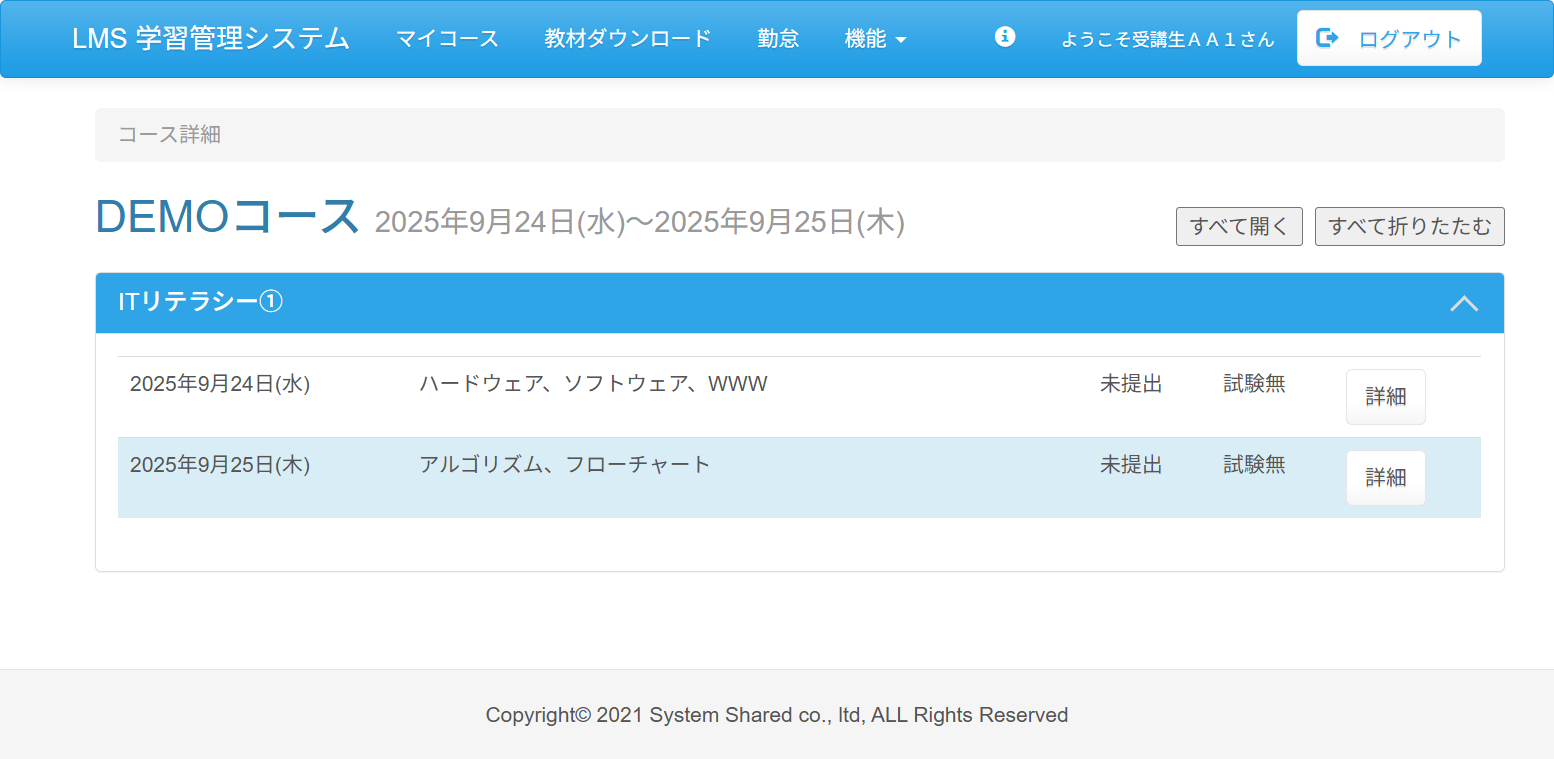 LMS 学習管理システム マイコース 教材ダウンロード 勤怠 機能 ようこそ受講生ＡＡ１さん ログアウト
コース詳細
DEMOコース 2025年9月24日(水)～2025年9月25日(木) すべて開く すべて折りたたむ
ITリテラシー①
2025年9月24日(水) ハードウェア、ソフトウェア、WWW 未提出 試験無 詳細
2025年9月25日(木) アルゴリズム、フローチャート 未提出 試験無 詳細
Copyright© 2021 System Shared co., ltd, ALL Rights Reserved